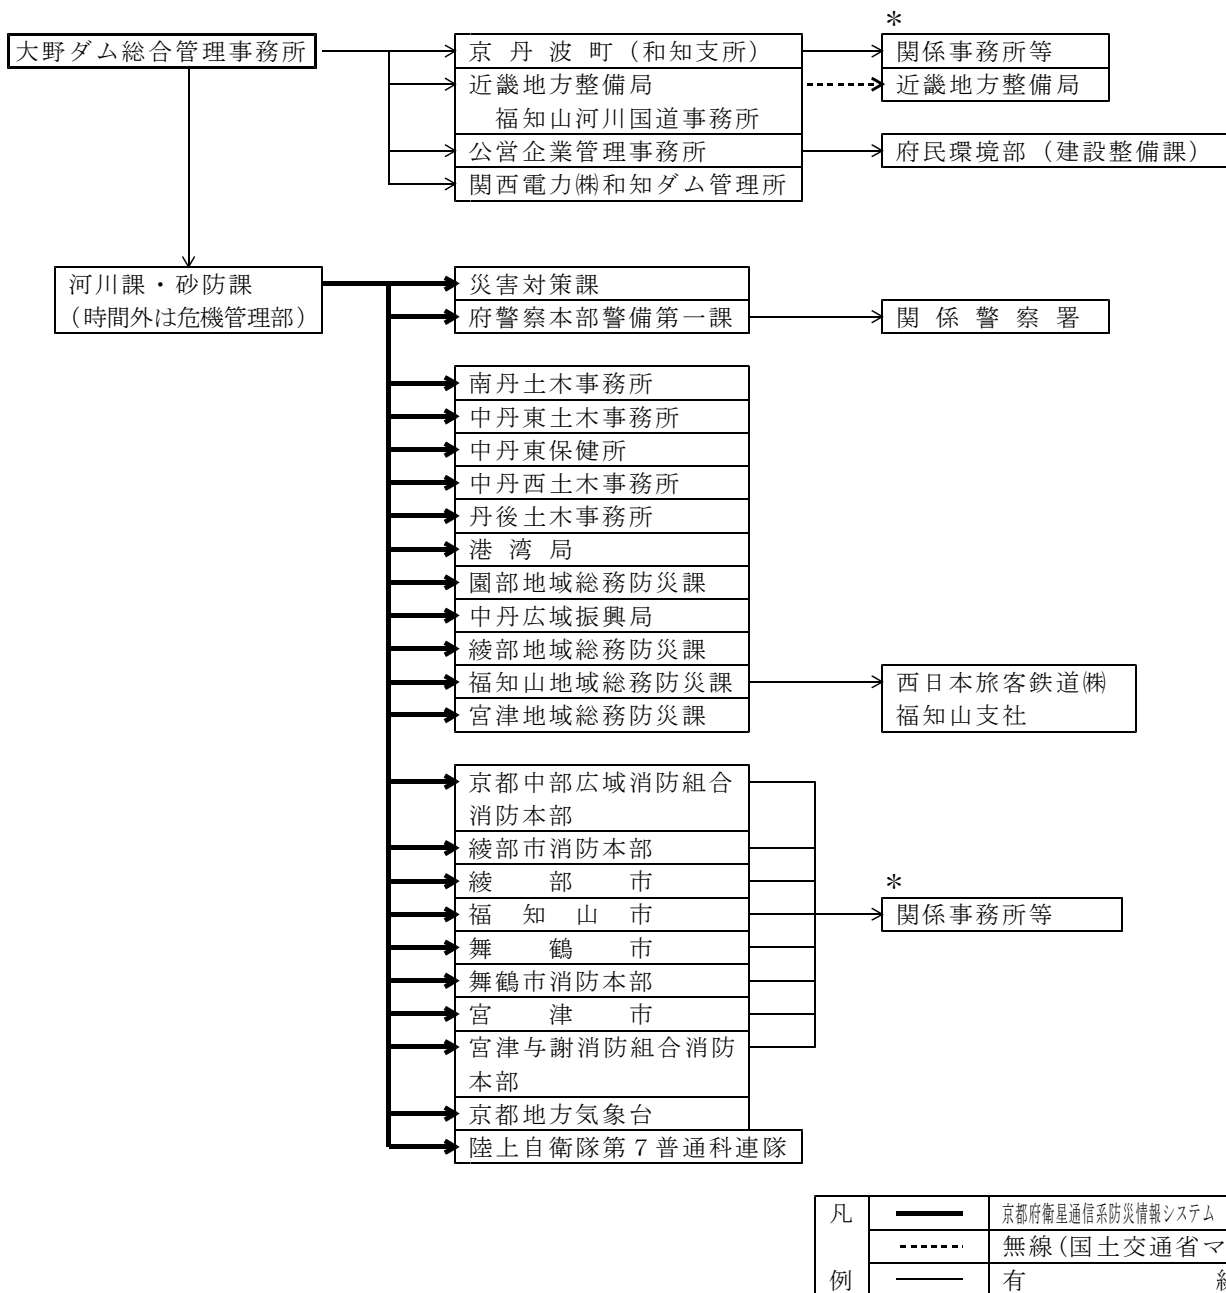 ＊
大野ダム総合管理事務所
京丹波町（和知支所）
関係事務所等
近畿地方整備局
福知山河川国道事務所
近畿地方整備局
公営企業管理事務所
府民環境部（建設整備課）
関西電力㈱和知ダム管理所
河川課・砂防課
（時間外は危機管理部）
災害対策課
府警察本部警備第一課
関係警察署
南丹土木事務所
中丹東土木事務所
中丹東保健所
中丹西土木事務所
丹後土木事務所
港湾局
園部地域総務防災課
中丹広域振興局
綾部地域総務防災課
福知山地域総務防災課
西日本旅客鉄道㈱
福知山支社
宮津地域総務防災課
京都中部広域消防組合
消防本部
綾部市消防本部
綾部市
＊
福知山市
関係事務所等
舞鶴市
舞鶴市消防本部
宮津市
宮津与謝消防組合消防
本部
京都地方気象台
陸上自衛隊第７普通科連隊
凡
例
京都府衛星通信系防災情報システム
無線(国土交通省マ
有